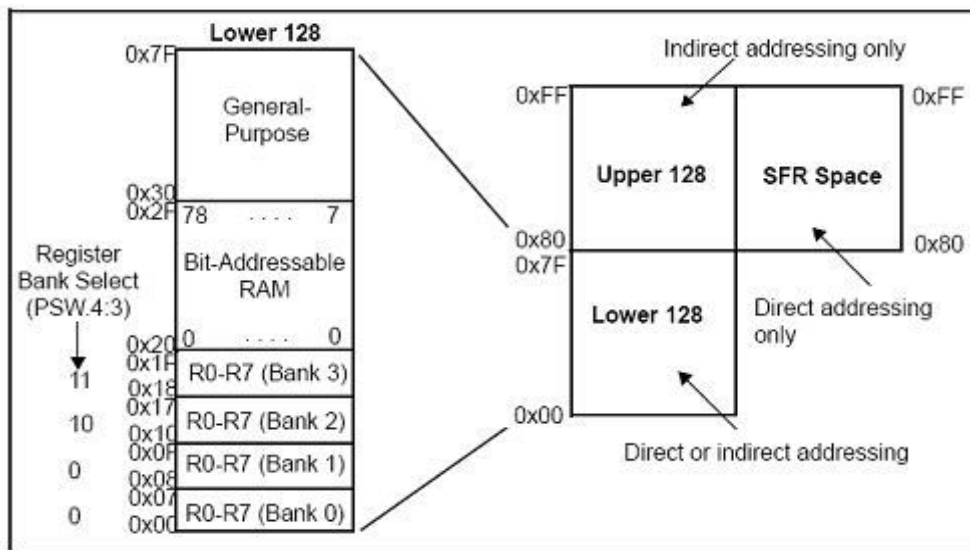 Lower 128
0x7F
General-
Purpose
0x30
0x2F
78 .... 7
Bit-Addressable
RAM
0x20
0 .... 0
Register
Bank Select
(PSW.4:3)
11
0x1F
0x18
R0-R7 (Bank 3)
10
0x17
0x10
R0-R7 (Bank 2)
0
0x0F
0x08
R0-R7 (Bank 1)
0
0x07
0x00
R0-R7 (Bank 0)
Indirect addressing only
0xFF
0xFF
Upper 128
SFR Space
0x80
0x80
0x7F
Lower 128
Direct addressing
only
0x00
Direct or indirect addressing